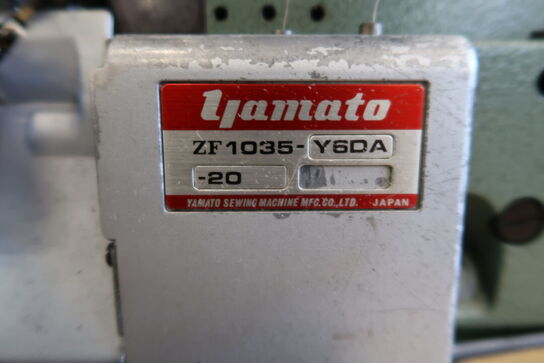 Yamato
ZF1035-Y6DA
-20 /
YAMATO SEWING MACHINE MFG.CO.,LTD. JAPAN